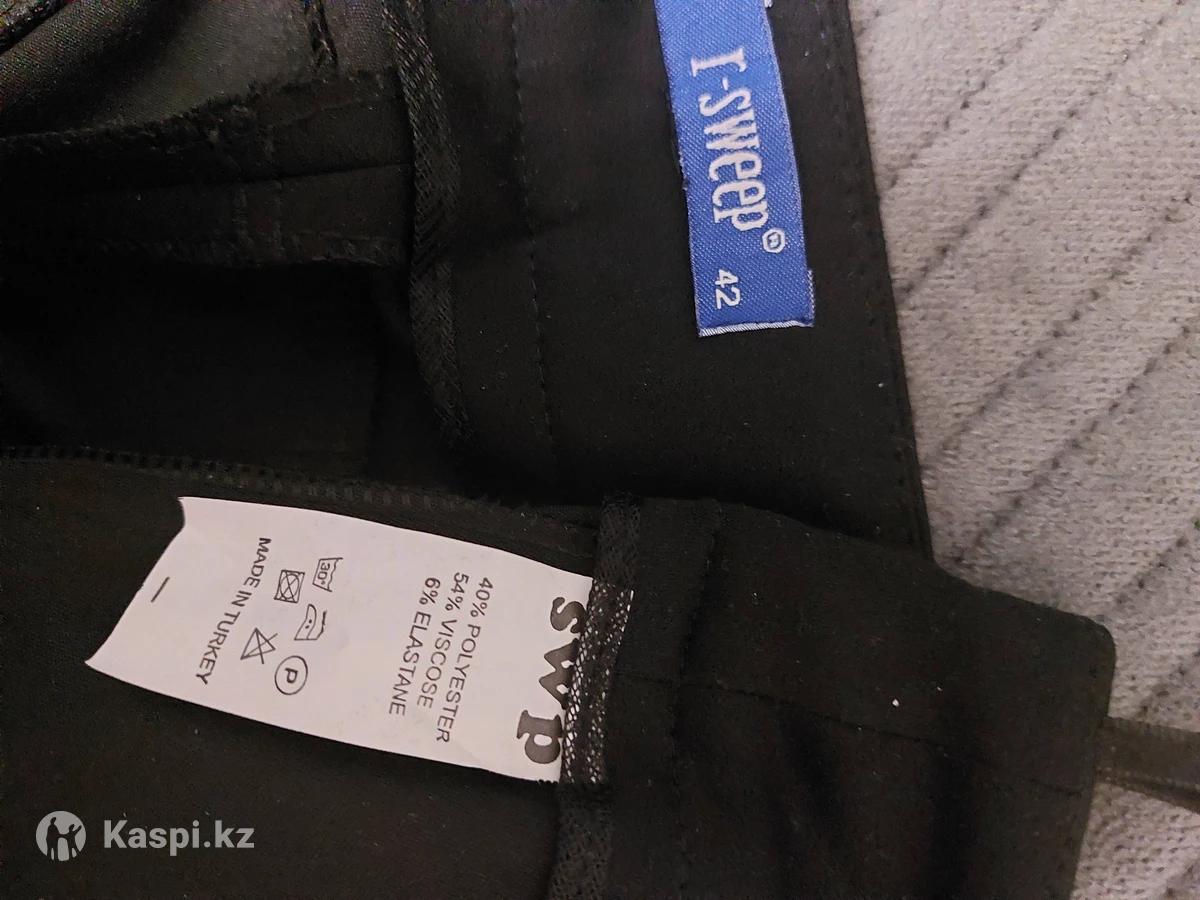 r-sweep®
42
swp
40% POLYESTER
54% VISCOSE
6% ELASTANE
30°
P
MADE IN TURKEY
Kaspi.kz